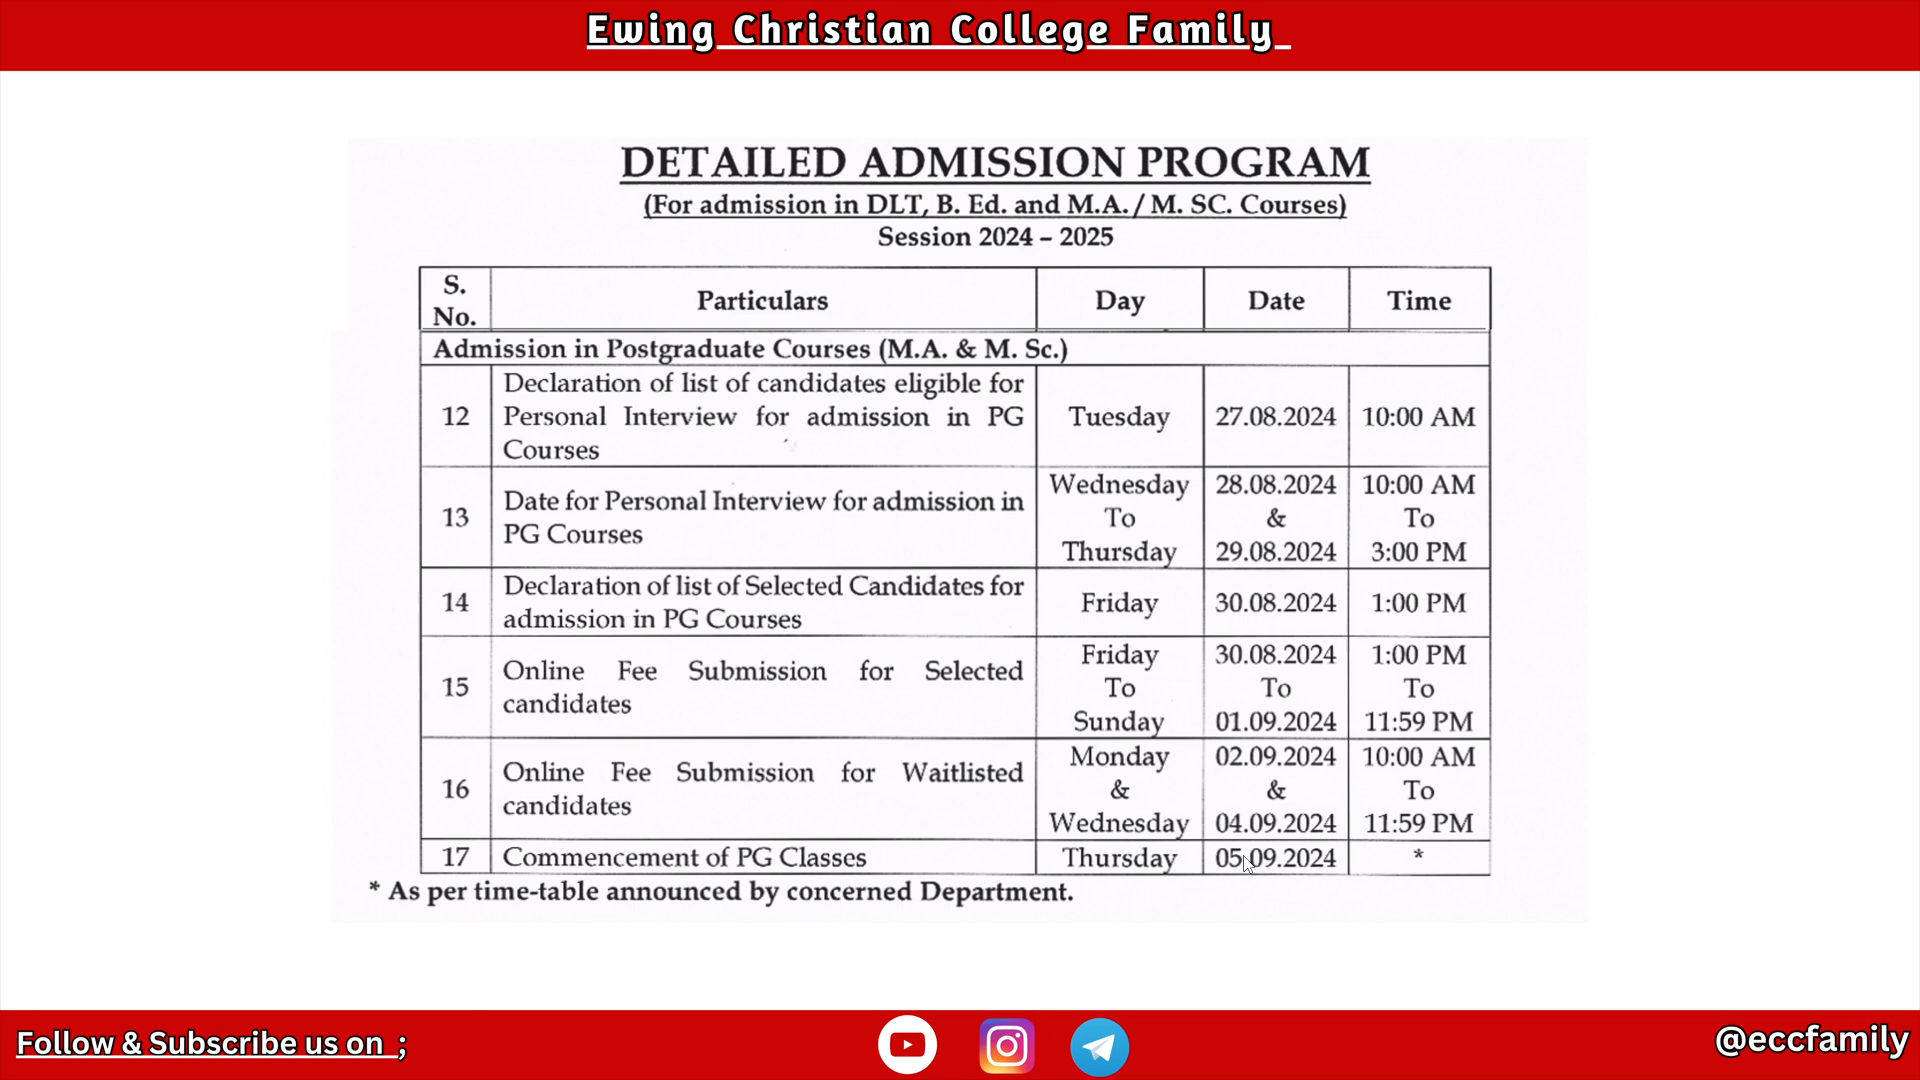 Ewing Christian College Family
DETAILED ADMISSION PROGRAM
(For admission in DLT, B. Ed. and M.A. / M. SC. Courses)
Session 2024 – 2025
S. No. Particulars Day Date Time
Admission in Postgraduate Courses (M.A. & M. Sc.)
12 Declaration of list of candidates eligible for Personal Interview for admission in PG Courses Tuesday 27.08.2024 10:00 AM
13 Date for Personal Interview for admission in PG Courses Wednesday To Thursday 28.08.2024 & 29.08.2024 10:00 AM To 3:00 PM
14 Declaration of list of Selected Candidates for admission in PG Courses Friday 30.08.2024 1:00 PM
15 Online Fee Submission for Selected candidates Friday To Sunday 30.08.2024 To 01.09.2024 1:00 PM To 11:59 PM
16 Online Fee Submission for Waitlisted candidates Monday & Wednesday 02.09.2024 & 04.09.2024 10:00 AM To 11:59 PM
17 Commencement of PG Classes Thursday 05.09.2024 *
* As per time-table announced by concerned Department.
Follow & Subscribe us on ;
@eccfamily